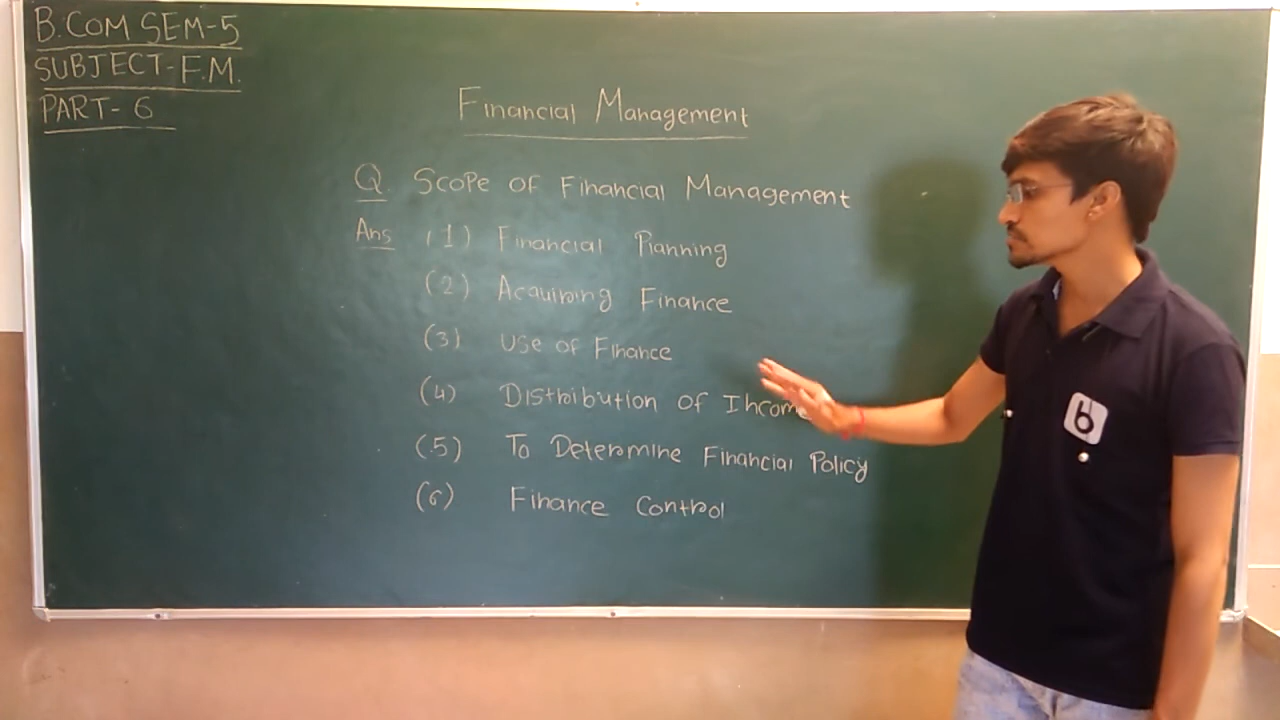 B.COM SEM-5
SUBJECT-F.M.
PART- 6
Financial Management
Q. Scope of Financial Management
Ans (1) Financial Planning
(2) Acquiring Finance
(3) Use of Finance
(4) Distribution of Income
(5) To Determine Financial Policy
(6) Finance Control
b